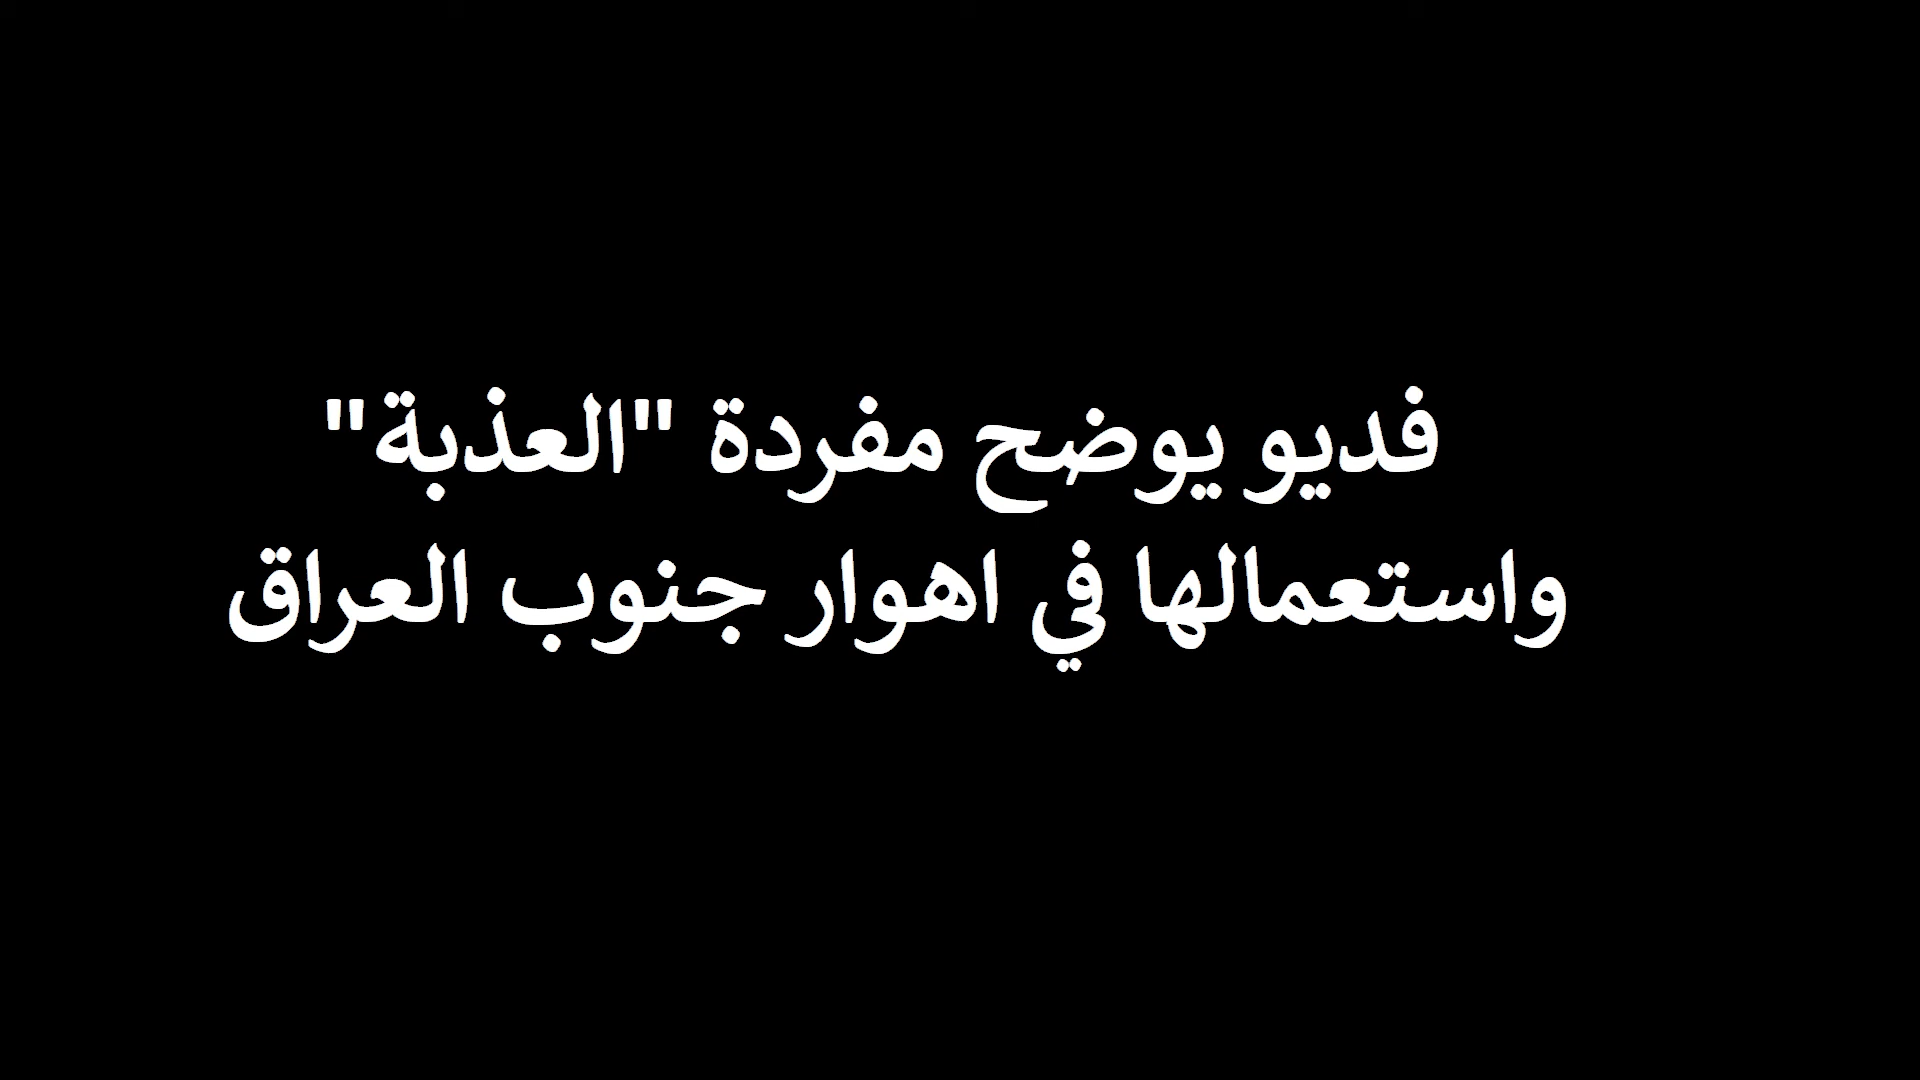 فديو يوضح مفردة "العذبة"
واستعمالها في اهوار جنوب العراق